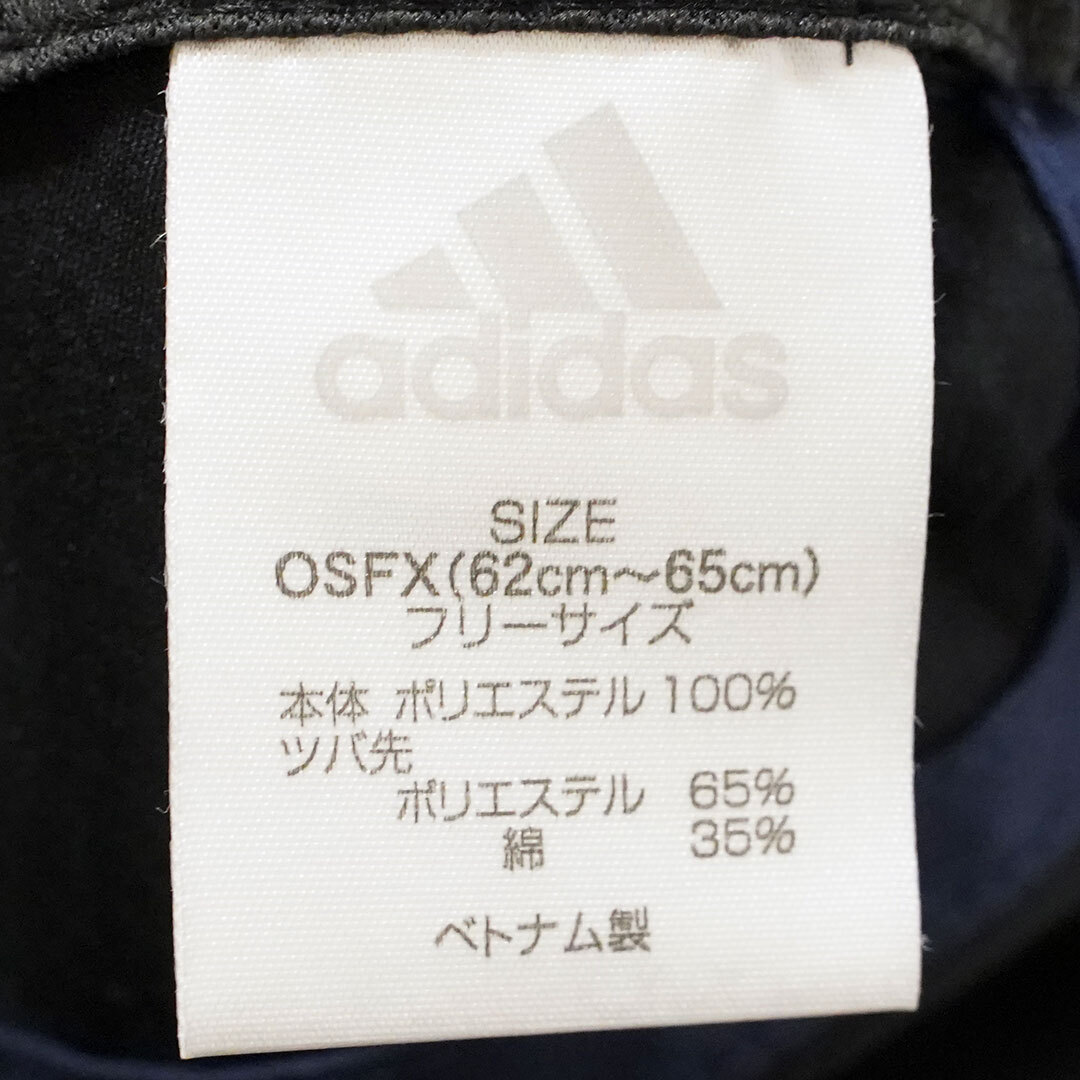 adidas
SIZE
OSFX(62cm〜65cm)
フリーサイズ
本体 ポリエステル 100%
ツバ先
ポリエステル 65%
綿 35%
ベトナム製